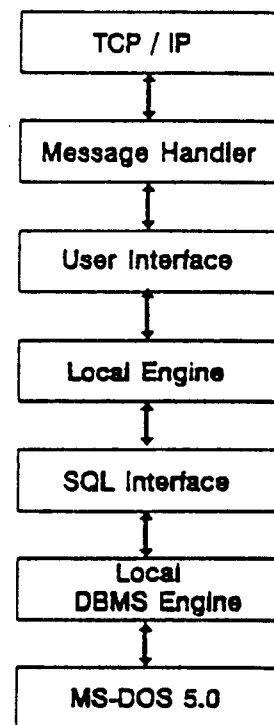 TCP / IP
Message Handler
User Interface
Local Engine
SQL Interface
Local
DBMS Engine
MS-DOS 5.0